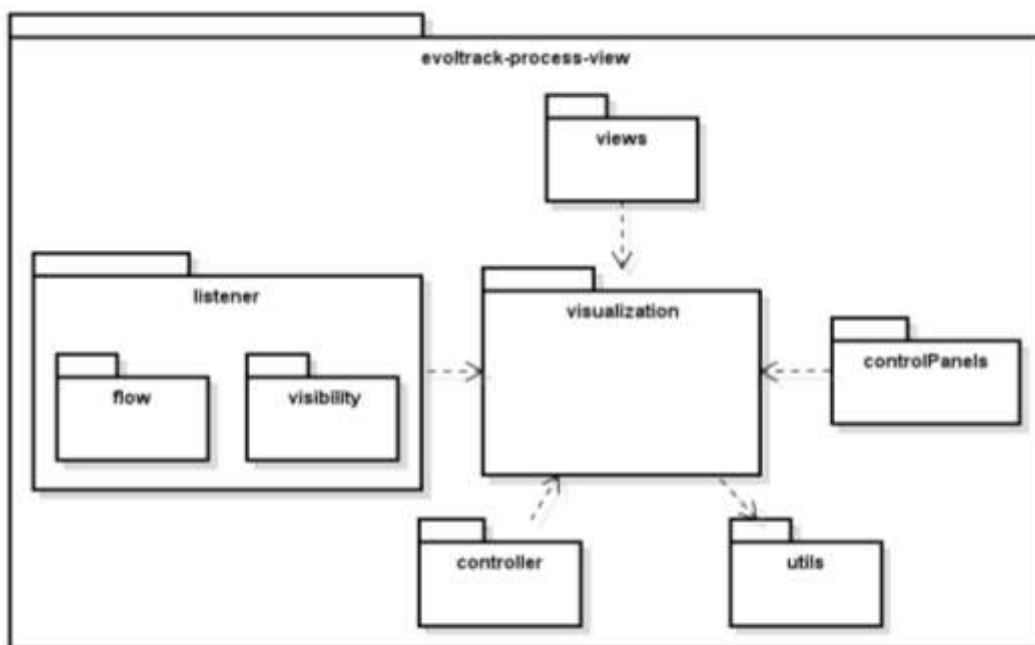 evoltrack-process-view
views
listener
visualization
controlPanels
flow
visibility
controller
utils